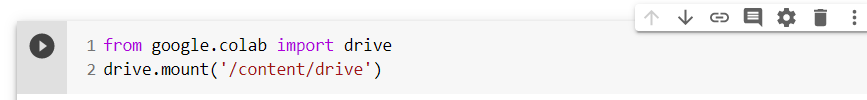 1 from google.colab import drive
2 drive.mount('/content/drive')